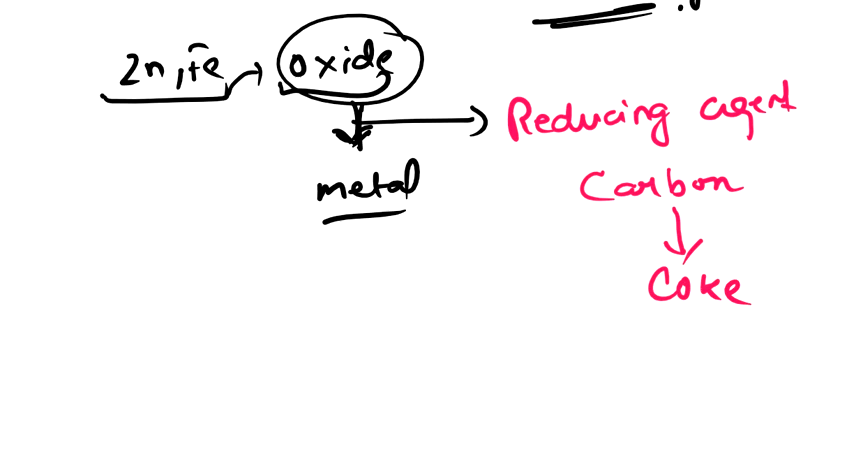 Zn, Fe → oxide
Reducing agent
metal
Carbon
Coke